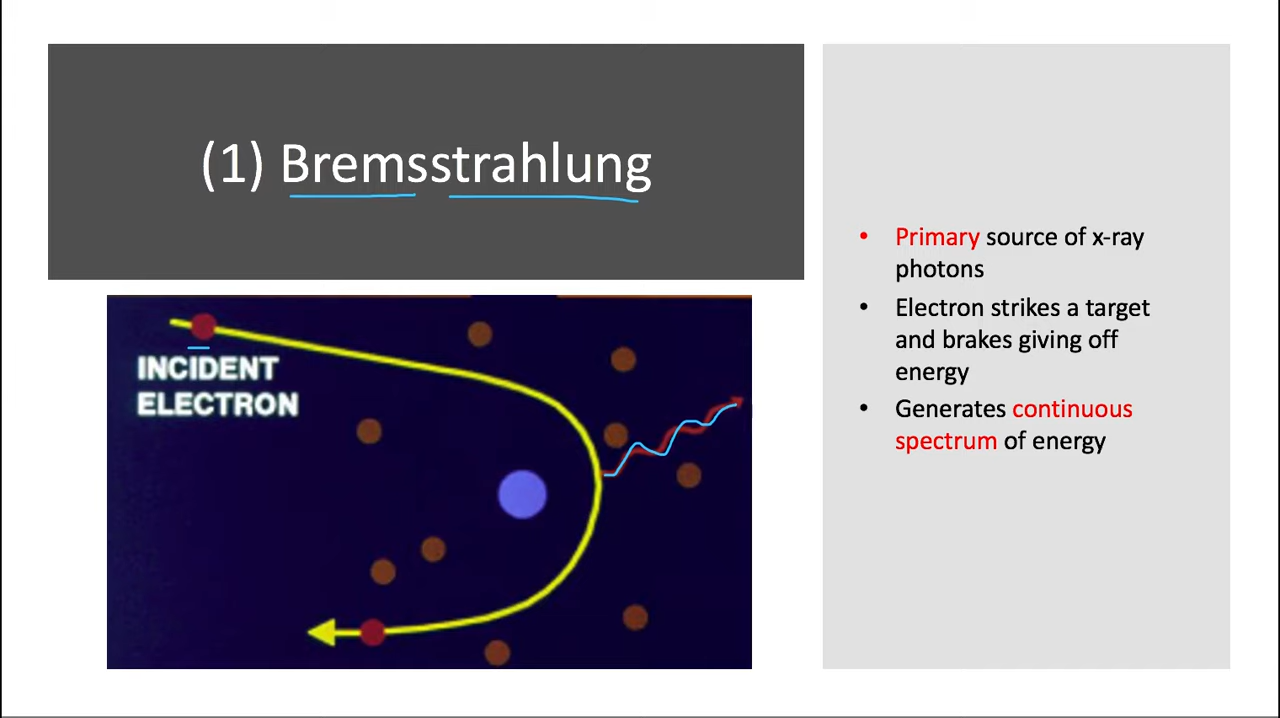 (1) Bremsstrahlung
INCIDENT
ELECTRON
• Primary source of x-ray
photons
• Electron strikes a target
and brakes giving off
energy
• Generates continuous
spectrum of energy